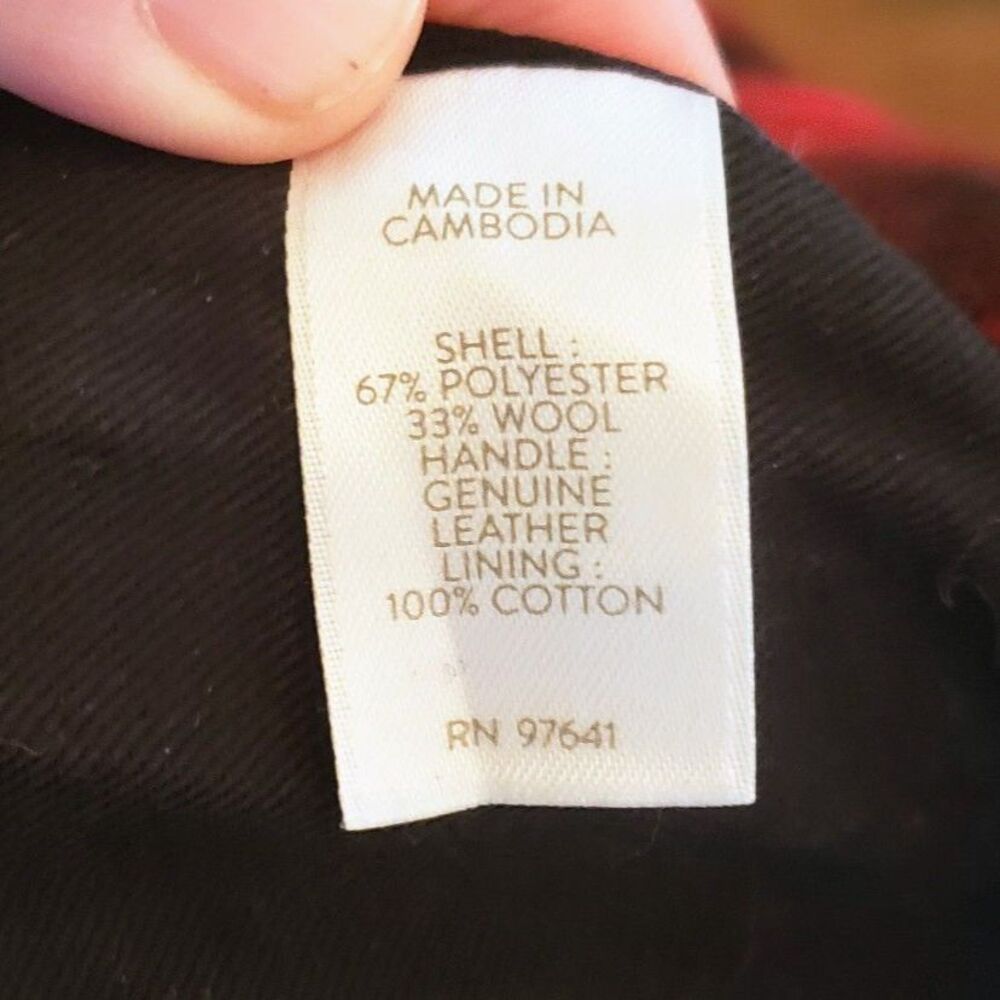 MADE IN
CAMBODIA
SHELL :
67% POLYESTER
33% WOOL
HANDLE :
GENUINE
LEATHER
LINING :
100% COTTON
RN 97641